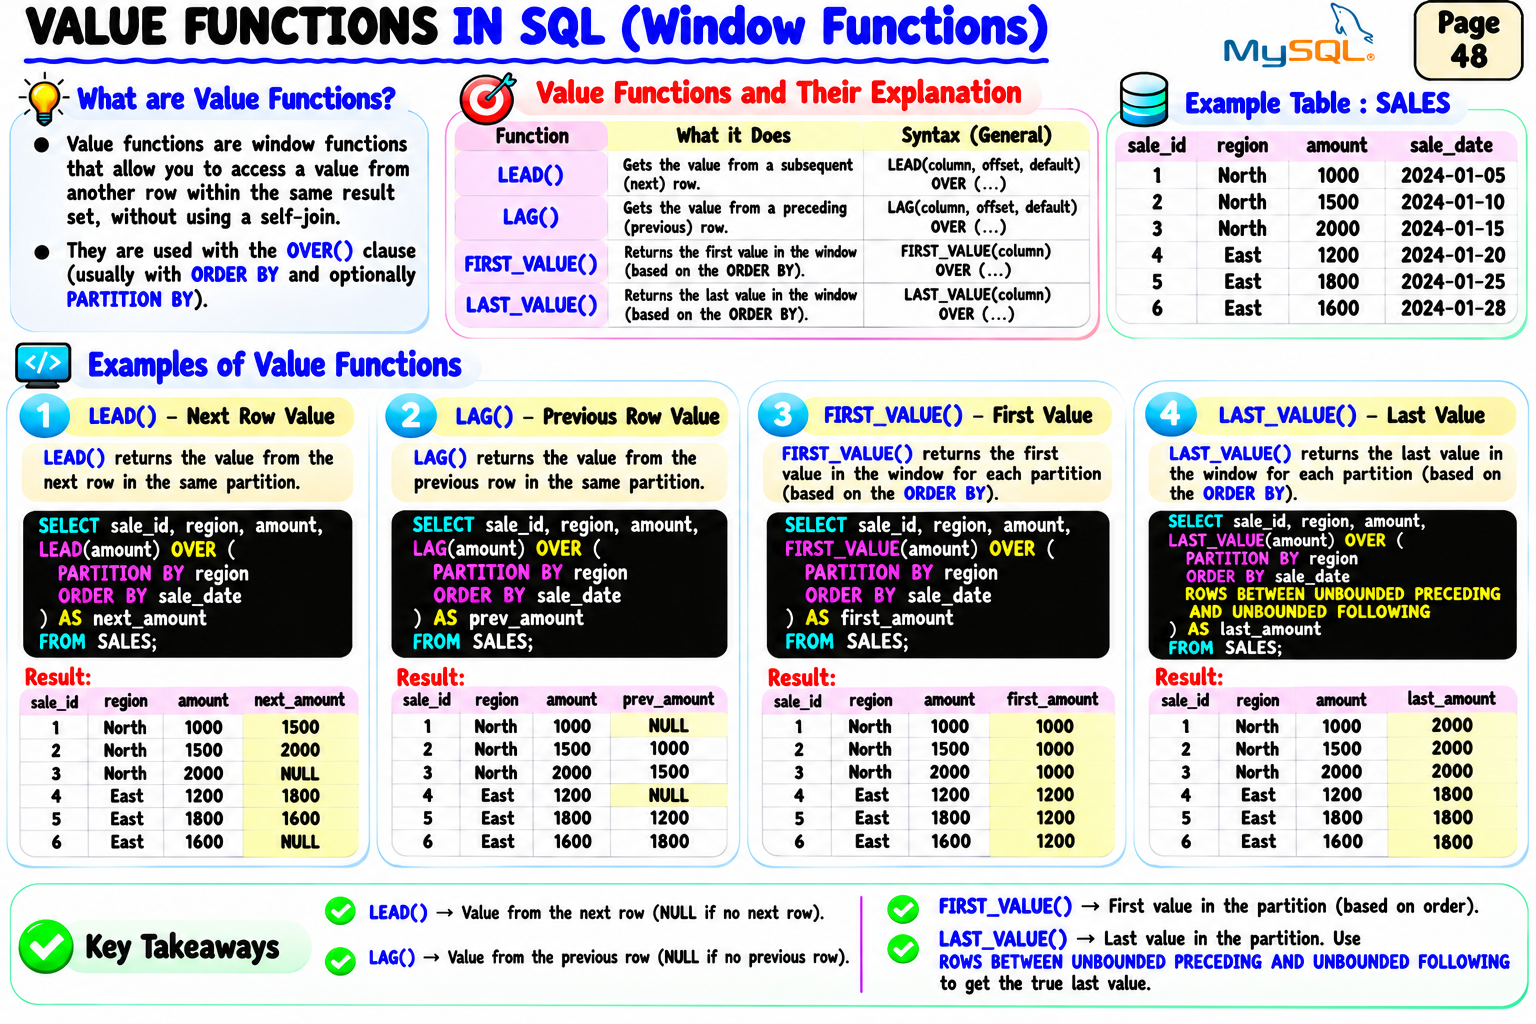 VALUE FUNCTIONS IN SQL (Window Functions)
MySQL®
Page
48
What are Value Functions?
● Value functions are window functions
that allow you to access a value from
another row within the same result
set, without using a self-join.
● They are used with the OVER() clause
(usually with ORDER BY and optionally
PARTITION BY).
Value Functions and Their Explanation
Function What it Does Syntax (General)
LEAD() Gets the value from a subsequent LEAD(column, offset, default)
(next) row. OVER (...)
LAG() Gets the value from a preceding LAG(column, offset, default)
(previous) row. OVER (...)
FIRST_VALUE() Returns the first value in the window FIRST_VALUE(column)
(based on the ORDER BY). OVER (...)
LAST_VALUE() Returns the last value in the window LAST_VALUE(column)
(based on the ORDER BY). OVER (...)
Example Table : SALES
sale_id region amount sale_date
1 North 1000 2024-01-05
2 North 1500 2024-01-10
3 North 2000 2024-01-15
4 East 1200 2024-01-20
5 East 1800 2024-01-25
6 East 1600 2024-01-28
</>
Examples of Value Functions
1 LEAD() – Next Row Value
LEAD() returns the value from the
next row in the same partition.
SELECT sale_id, region, amount,
LEAD(amount) OVER (
PARTITION BY region
ORDER BY sale_date
) AS next_amount
FROM SALES;
Result:
sale_id region amount next_amount
1 North 1000 1500
2 North 1500 2000
3 North 2000 NULL
4 East 1200 1800
5 East 1800 1600
6 East 1600 NULL
2 LAG() – Previous Row Value
LAG() returns the value from the
previous row in the same partition.
SELECT sale_id, region, amount,
LAG(amount) OVER (
PARTITION BY region
ORDER BY sale_date
) AS prev_amount
FROM SALES;
Result:
sale_id region amount prev_amount
1 North 1000 NULL
2 North 1500 1000
3 North 2000 1500
4 East 1200 NULL
5 East 1800 1200
6 East 1600 1800
3 FIRST_VALUE() – First Value
FIRST_VALUE() returns the first
value in the window for each partition
(based on the ORDER BY).
SELECT sale_id, region, amount,
FIRST_VALUE(amount) OVER (
PARTITION BY region
ORDER BY sale_date
) AS first_amount
FROM SALES;
Result:
sale_id region amount first_amount
1 North 1000 1000
2 North 1500 1000
3 North 2000 1000
4 East 1200 1200
5 East 1800 1200
6 East 1600 1200
4 LAST_VALUE() – Last Value
LAST_VALUE() returns the last value in
the window for each partition (based on
the ORDER BY).
SELECT sale_id, region, amount,
LAST_VALUE(amount) OVER (
PARTITION BY region
ORDER BY sale_date
ROWS BETWEEN UNBOUNDED PRECEDING
AND UNBOUNDED FOLLOWING
) AS last_amount
FROM SALES;
Result:
sale_id region amount last_amount
1 North 1000 2000
2 North 1500 2000
3 North 2000 2000
4 East 1200 1800
5 East 1800 1800
6 East 1600 1800
Key Takeaways
LEAD() → Value from the next row (NULL if no next row).
LAG() → Value from the previous row (NULL if no previous row).
FIRST_VALUE() → First value in the partition (based on order).
LAST_VALUE() → Last value in the partition. Use
ROWS BETWEEN UNBOUNDED PRECEDING AND UNBOUNDED FOLLOWING
to get the true last value.